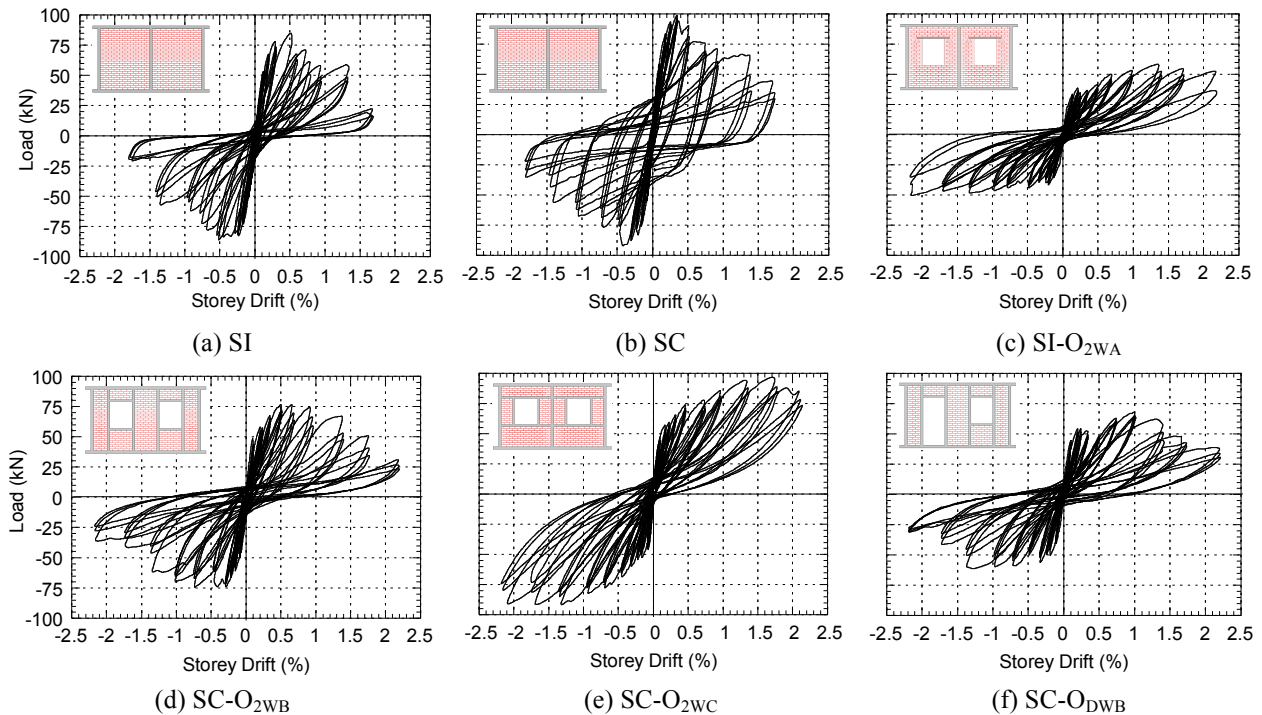 100
75
50
25
0
-25
-50
-75
-100
Load (kN)
-2.5 -2 -1.5 -1 -0.5 0 0.5 1 1.5 2 2.5
Storey Drift (%)
(a) SI
-2.5 -2 -1.5 -1 -0.5 0 0.5 1 1.5 2 2.5
Storey Drift (%)
(b) SC
-2.5 -2 -1.5 -1 -0.5 0 0.5 1 1.5 2 2.5
Storey Drift (%)
(c) SI-O2WA
100
75
50
25
0
-25
-50
-75
-100
Load (kN)
-2.5 -2 -1.5 -1 -0.5 0 0.5 1 1.5 2 2.5
Storey Drift (%)
(d) SC-O2WB
-2.5 -2 -1.5 -1 -0.5 0 0.5 1 1.5 2 2.5
Storey Drift (%)
(e) SC-O2WC
-2.5 -2 -1.5 -1 -0.5 0 0.5 1 1.5 2 2.5
Storey Drift (%)
(f) SC-ODWB